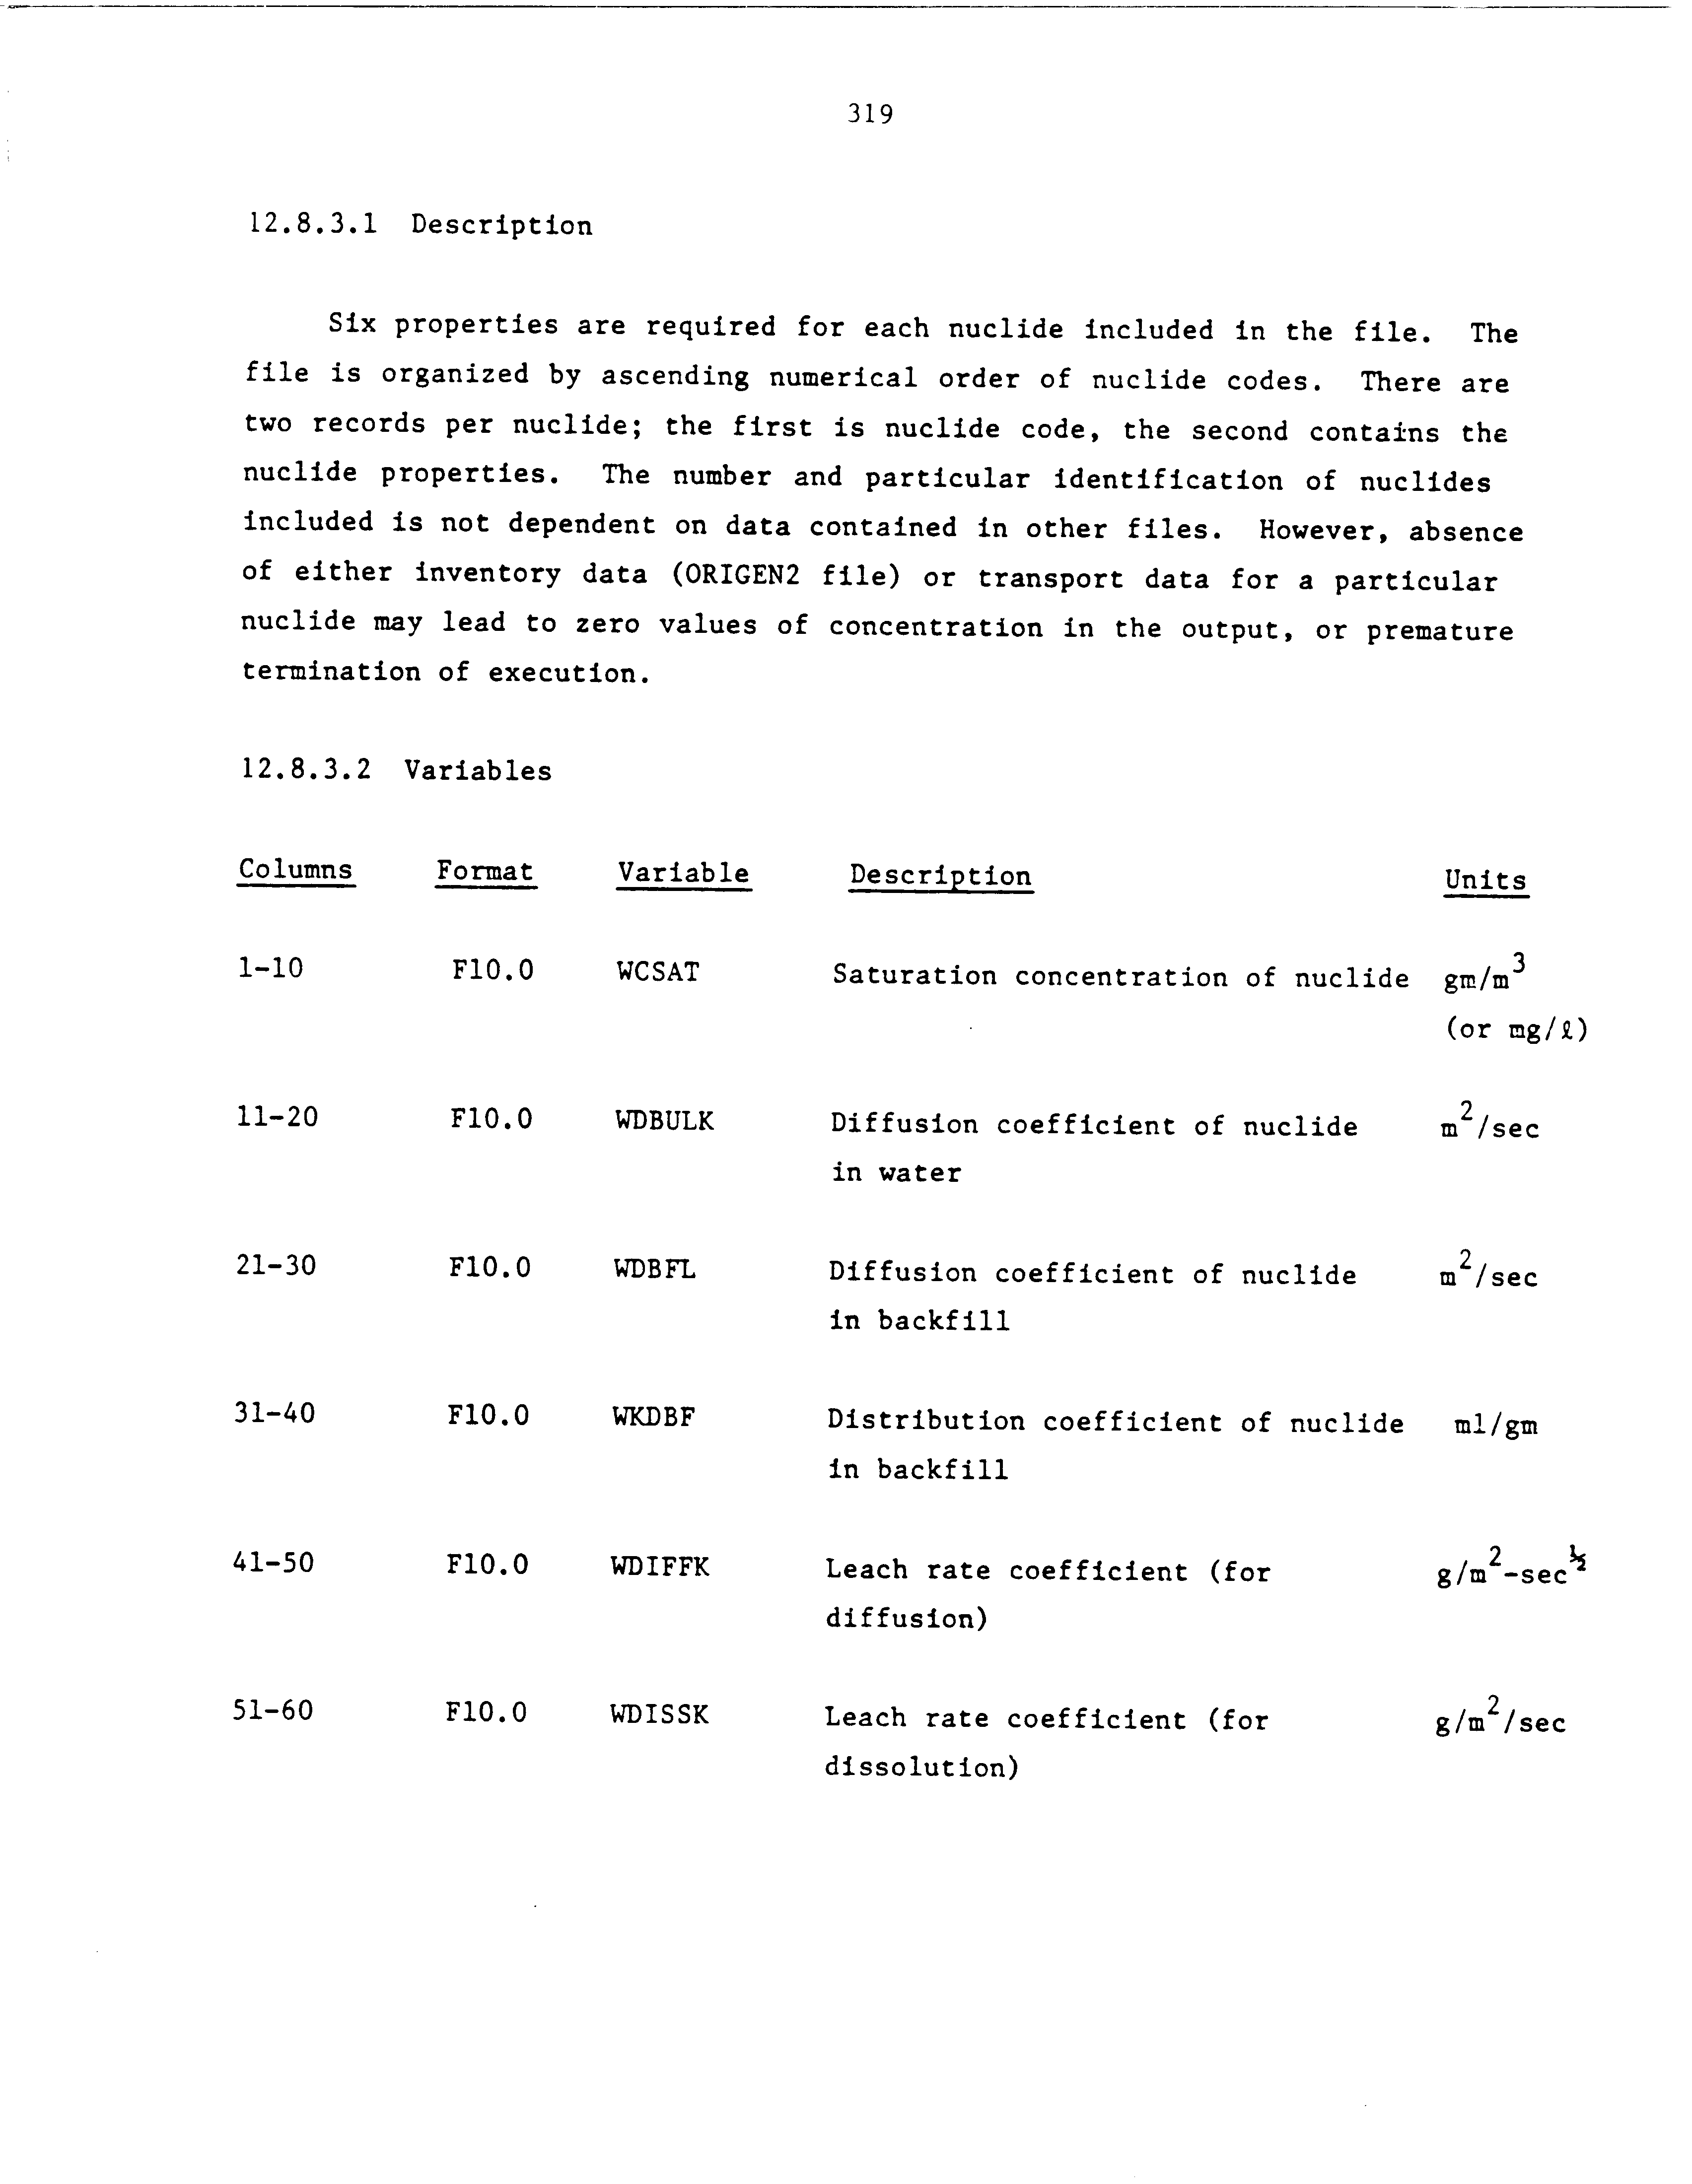 319
12.8.3.1 Description
Six properties are required for each nuclide included in the file. The
file is organized by ascending numerical order of nuclide codes. There are
two records per nuclide; the first is nuclide code, the second contains the
nuclide properties. The number and particular identification of nuclides
included is not dependent on data contained in other files. However, absence
of either inventory data (ORIGEN2 file) or transport data for a particular
nuclide may lead to zero values of concentration in the output, or premature
termination of execution.
12.8.3.2 Variables
Columns Format Variable Description Units
1-10 F10.0 WCSAT Saturation concentration of nuclide gm/m³
(or mg/ℓ)
11-20 F10.0 WDBULK Diffusion coefficient of nuclide m²/sec
in water
21-30 F10.0 WDBFL Diffusion coefficient of nuclide m²/sec
in backfill
31-40 F10.0 WKDBF Distribution coefficient of nuclide ml/gm
in backfill
41-50 F10.0 WDIFFK Leach rate coefficient (for g/m²-sec½
diffusion)
51-60 F10.0 WDISSK Leach rate coefficient (for g/m²/sec
dissolution)